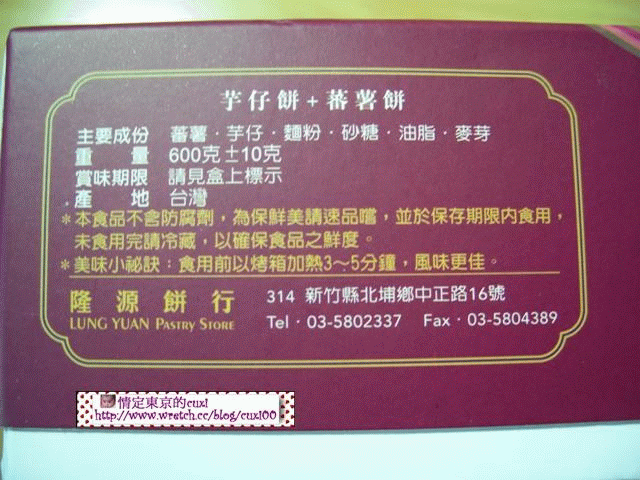 芋仔餅+蕃薯餅
主要成份 蕃薯・芋仔・麵粉・砂糖・油脂・麥芽
重量 600克±10克
賞味期限 請見盒上標示
產地 台灣
*本食品不含防腐劑，為保鮮美請速品嚐，並於保存期限內食用，
未食用完請冷藏，以確保食品之鮮度。
*美味小祕訣：食用前以烤箱加熱3～5分鐘，風味更佳。
隆源餅行 314 新竹縣北埔鄉中正路16號
LUNG YUAN PASTRY STORE Tel・03-5802337 Fax・03-5804389
情定東京的cuxi
http://www.wretch.cc/blog/cuxi00